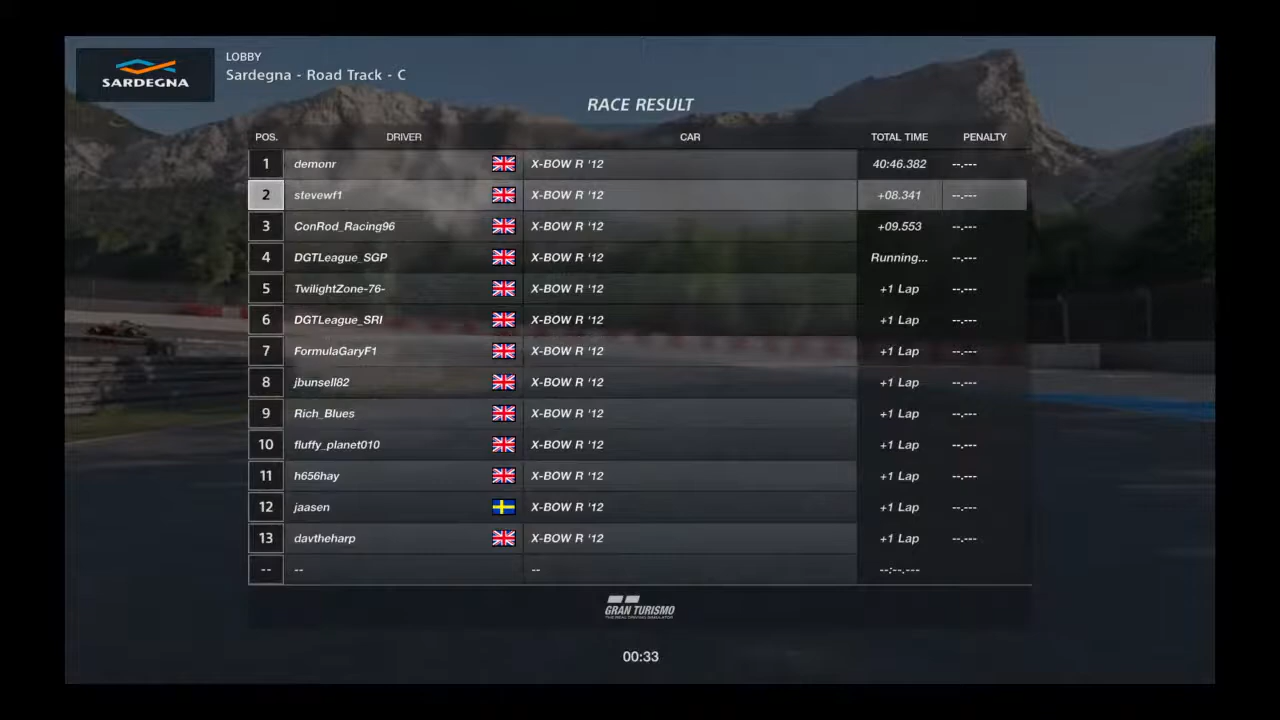 SARDEGNA
LOBBY
Sardegna - Road Track - C
RACE RESULT
POS. DRIVER CAR TOTAL TIME PENALTY
1 demonr X-BOW R '12 40:46.382 --.---
2 stevewf1 X-BOW R '12 +08.341 --.---
3 ConRod_Racing96 X-BOW R '12 +09.553 --.---
4 DGTLeague_SGP X-BOW R '12 Running... --.---
5 TwilightZone-76- X-BOW R '12 +1 Lap --.---
6 DGTLeague_SRI X-BOW R '12 +1 Lap --.---
7 FormulaGaryF1 X-BOW R '12 +1 Lap --.---
8 jbunsell82 X-BOW R '12 +1 Lap --.---
9 Rich_Blues X-BOW R '12 +1 Lap --.---
10 fluffy_planet010 X-BOW R '12 +1 Lap --.---
11 h656hay X-BOW R '12 +1 Lap --.---
12 jaasen X-BOW R '12 +1 Lap --.---
13 davtheharp X-BOW R '12 +1 Lap --.---
-- -- -- --:--.---
GRAN TURISMO
THE REAL DRIVING SIMULATOR
00:33